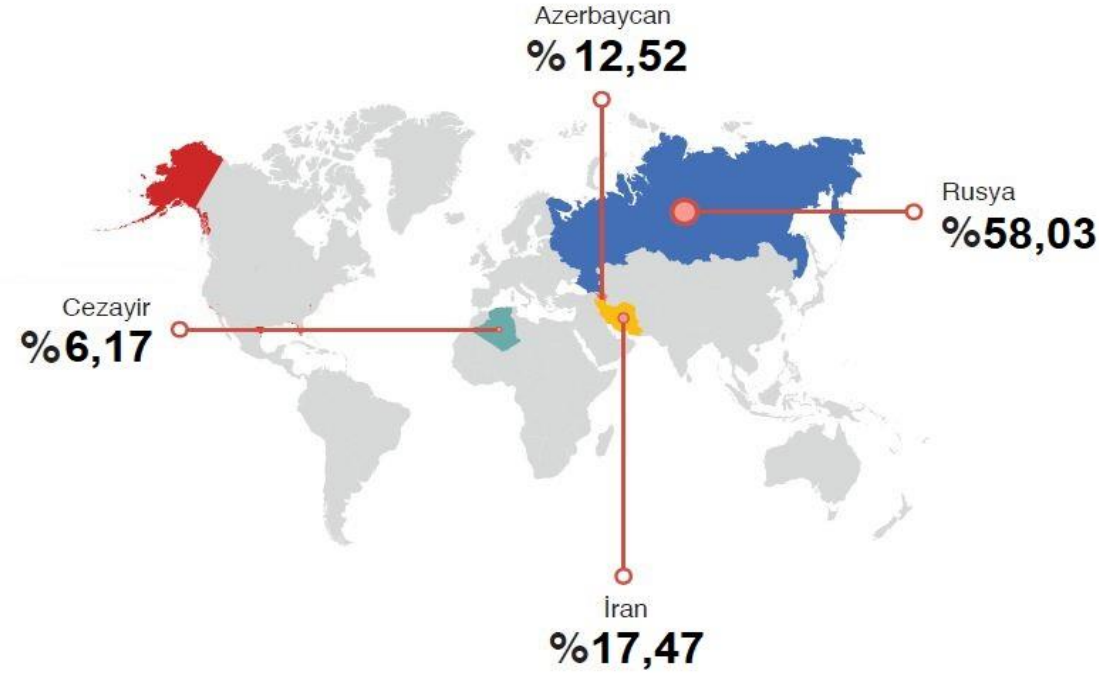 Azerbaycan
% 12,52
Rusya
%58,03
Cezayir
%6,17
İran
%17,47